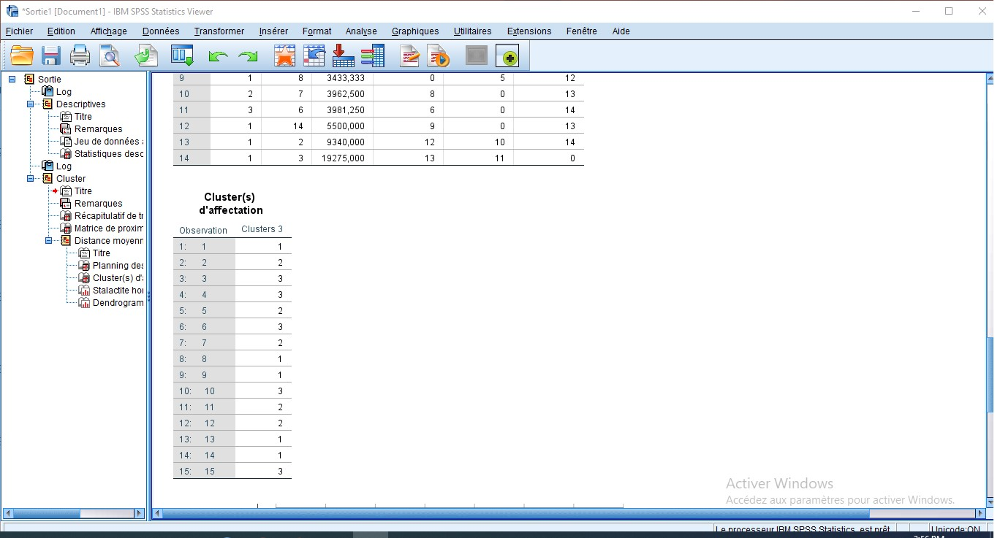 *Sortie1 [Document1] - IBM SPSS Statistics Viewer
Fichier Edition Affichage Données Transformer Insérer Format Analyse Graphiques Utilitaires Extensions Fenêtre Aide
Sortie
Log
Descriptives
Titre
Remarques
Jeu de données
Statistiques desc
Log
Cluster
Titre
Remarques
Récapitulatif de tr
Matrice de proxim
Distance moyenn
Titre
Planning des
Cluster(s) d'
Stalactite hor
Dendrogram
9 1 8 3433,333 0 5 12
10 2 7 3962,500 8 0 13
11 3 6 3981,250 6 0 14
12 1 14 5500,000 9 0 13
13 1 2 9340,000 12 10 14
14 1 3 19275,000 13 11 0
Cluster(s)
d'affectation
Observation Clusters 3
1: 1 1
2: 2 2
3: 3 3
4: 4 3
5: 5 2
6: 6 3
7: 7 2
8: 8 1
9: 9 1
10: 10 3
11: 11 2
12: 12 2
13: 13 1
14: 14 1
15: 15 3
Activer Windows
Accédez aux paramètres pour activer Windows.
Le processeur IBM SPSS Statistics est prêt
Unicode:ON
3:56 PM